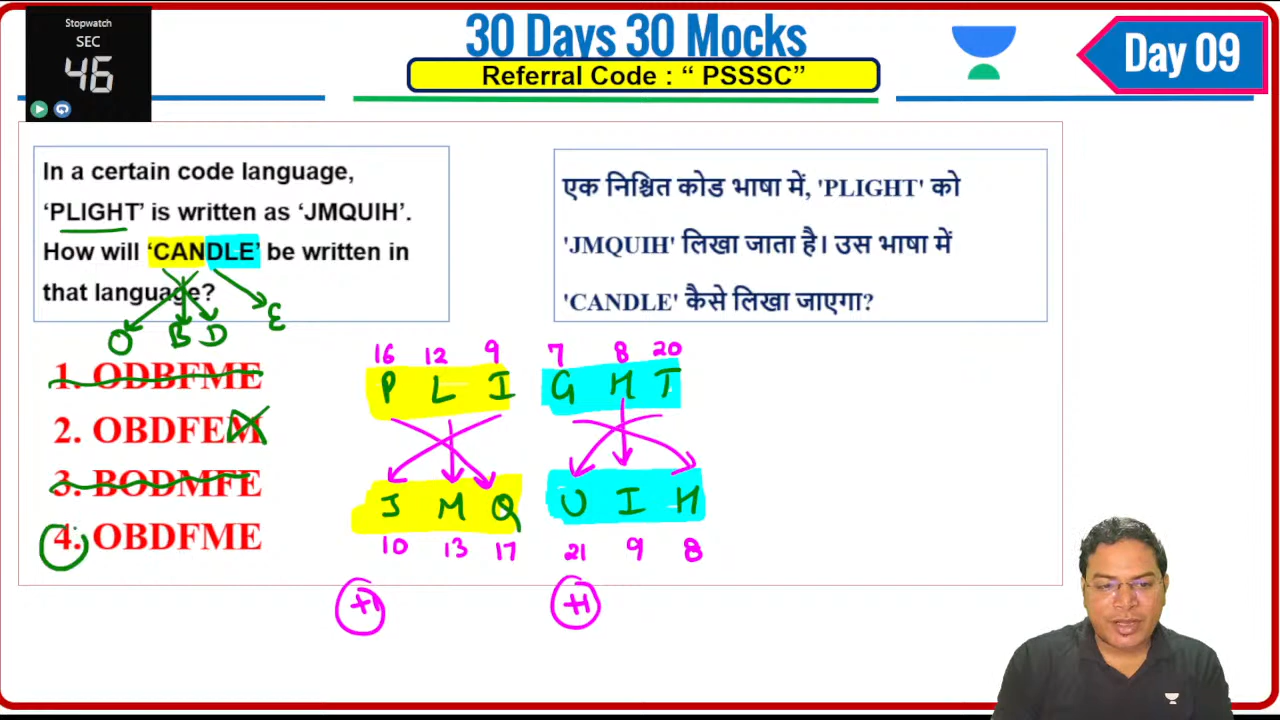 Stopwatch
SEC
46
30 Days 30 Mocks
Referral Code : “ PSSSC”
Day 09
In a certain code language,
‘PLIGHT’ is written as ‘JMQUIH’.
How will ‘CANDLE’ be written in
that language?
O B D E
1. ODBFME
2. OBDFEM
3. BODMFE
4. OBDFME
एक निश्चित कोड भाषा में, 'PLIGHT' को
'JMQUIH' लिखा जाता है। उस भाषा में
'CANDLE' कैसे लिखा जाएगा?
16 12 9 7 8 20
P L I G H T
J M Q U I H
10 13 17 21 9 8
+1 +1